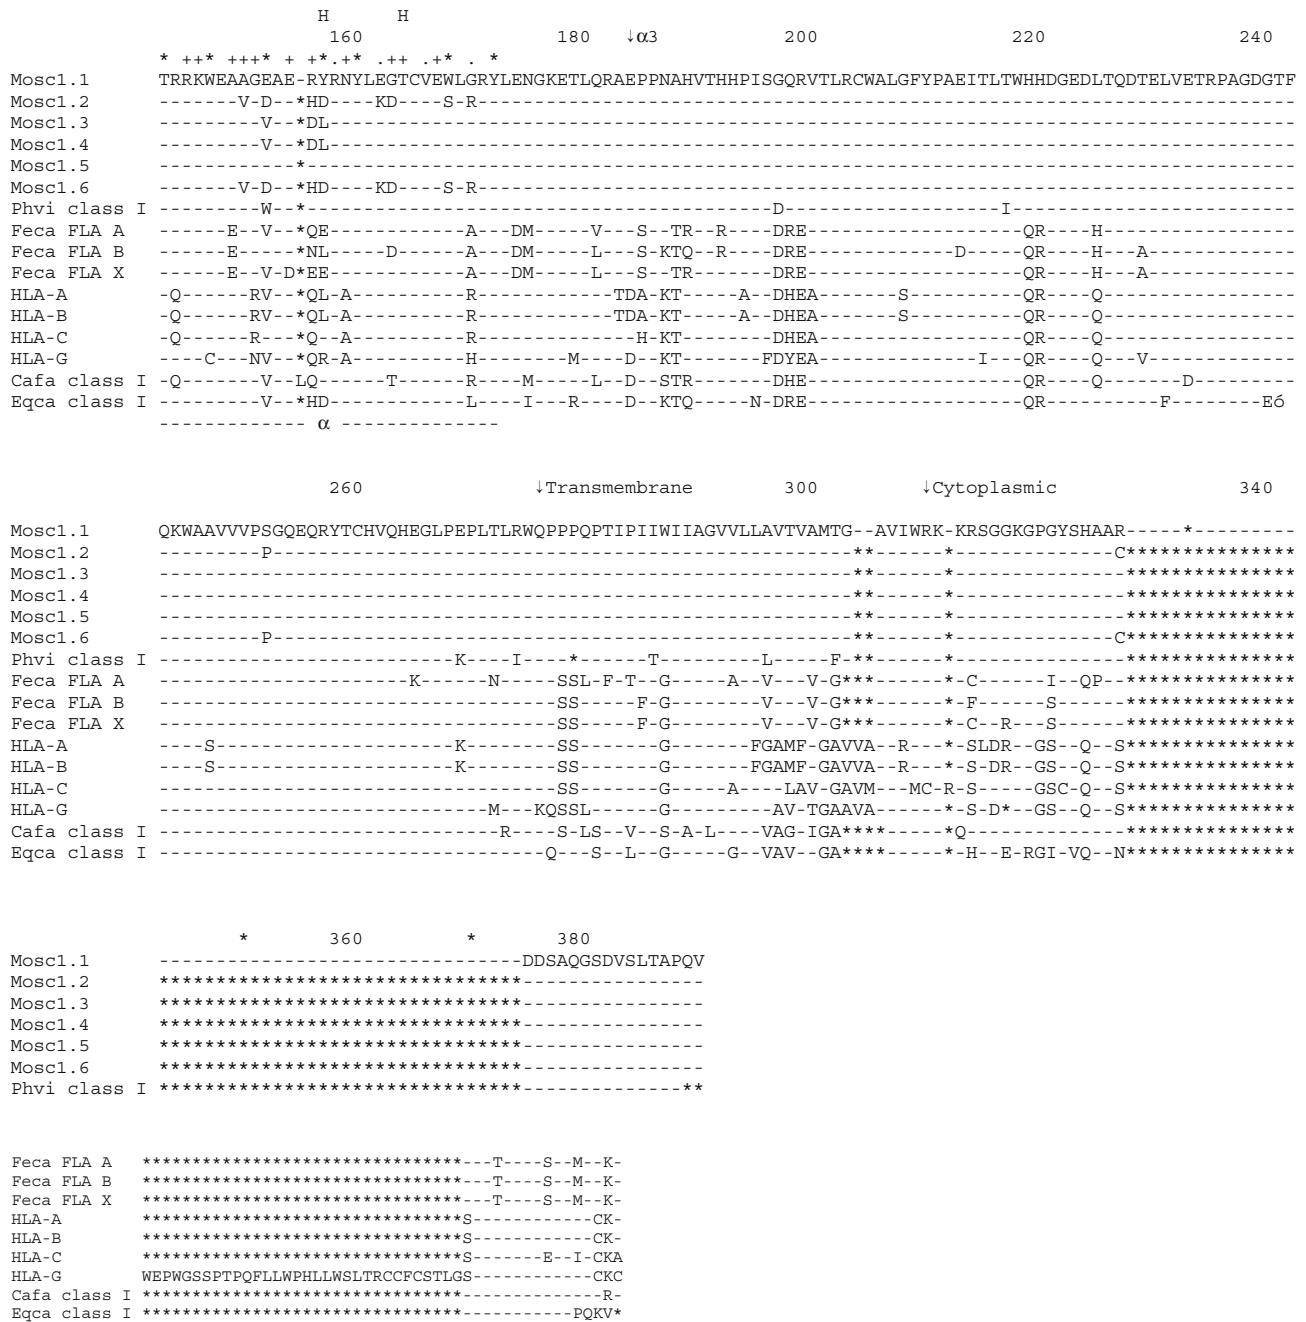 H H
160 180 ↓α3 200 220 240
* ++* +++* + *+.+* .++ .+* . *
Mosc1.1 TRRKWEAAGEAE-RYRNYLEGTCVEWLGRYLENGKETLQRAEPPNAHVTHHPISGQRVTLRCWALGFYPAEITLTWHHDGEDLTQDTELVETRPAGDGTF
Mosc1.2 -------V-D--*HD----KD---S-R------------------------------------------------------------------------
Mosc1.3 ---------V--*DL-------------------------------------------------------------------------------------
Mosc1.4 ---------V--*DL-------------------------------------------------------------------------------------
Mosc1.5 ------------*---------------------------------------------------------------------------------------
Mosc1.6 -------V-D--*HD----KD---S-R------------------------------------------------------------------------
Phvi class I ---------W--*-----------------------------------------D-------------------I-------------------------
Feca FLA A ------E--V--*QE------------A---DM-----V---S--TR--R----DRE-------------------QR-----H-----------------
Feca FLA B ------E-----*NL-----D------A---DM-----L---S-KTQ--R----DRE------------D-----QR-----H---A-------------
Feca FLA X ------E--V-D*EE------------A---DM-----L---S--TR-------DRE-------------------QR-----H---A-------------
HLA-A -Q------RV--*QL-A----------R------------TDA-KT-----A--DHEA-------S----------QR-----Q-----------------
HLA-B -Q------RV--*QL-A----------R------------TDA-KT-----A--DHEA-------S----------QR-----Q-----------------
HLA-C -Q------R---*Q--A----------R--------------H-KT--------DHEA------------------QR-----Q-----------------
HLA-G ----C---NV--*QR-A----------H--------M----D--KT-------FDYEA--------------I---QR-----Q---V-------------
Cafa class I -Q-------V--LQ------T------R----M-----L--D--STR-------DHE-------------------QR-----Q-------D---------
Eqca class I ---------V--*HD------------L----I---R----D--KTQ-----N-DRE-------------------QR-----------F--------E6
------------- α --------------
260 ↓Transmembrane 300 ↓Cytoplasmic 340
Mosc1.1 QKWAAVVVPSGQEQRYTCHVQHEGLPEPLTLRWQPPPQPTIPIIWIIAGVVLLAVTVAMTG--AVIWRK-KRSGGKGPGYSHAAR-----*---------
Mosc1.2 ---------P---------------------------------------------------**------*--------------C***************
Mosc1.3 -------------------------------------------------------------**------*---------------***************
Mosc1.4 -------------------------------------------------------------**------*---------------***************
Mosc1.5 -------------------------------------------------------------**------*---------------***************
Mosc1.6 ---------P---------------------------------------------------**------*--------------C***************
Phvi class I --------------------------K----I----*------T---------L-----F-**------*---------------***************
Feca FLA A ----------------------K------N-----SSL-F-T--G-----A--V---V-G***------*-C------I--QP--***************
Feca FLA B -----------------------------------SS-----F-G--------V---V-G***------*-F------S------***************
Feca FLA X -----------------------------------SS-----F-G--------V---V-G***------*-C--R---S------***************
HLA-A ----S---------------------K--------SS-------G-------FGAMF-GAVVA--R---*-SLDR--GS--Q--S***************
HLA-B ----S---------------------K--------SS-------G-------FGAMF-GAVVA--R---*-S-DR--GS--Q--S***************
HLA-C -----------------------------------SS-------G-----A----LAV-GAVM---MC-R-S-----GSC-Q--S***************
HLA-G -----------------------------M---KQSSL------G---------AV-TGAAVA------*-S-D*--GS--Q--S***************
Cafa class I ------------------------------R----S-LS--V--S-A-L----VAG-IGA****-----*Q--------------***************
Eqca class I ----------------------------------Q---S--L--G-----G--VAV--GA****-----*-H--E-RGI-VQ--N***************
* 360 * 380
Mosc1.1 --------------------------------DDSAQGSDVSLTAPQV
Mosc1.2 ********************************----------------
Mosc1.3 ********************************----------------
Mosc1.4 ********************************----------------
Mosc1.5 ********************************----------------
Mosc1.6 ********************************----------------
Phvi class I ********************************--------------**
Feca FLA A ********************************---T----S--M--K-
Feca FLA B ********************************---T----S--M--K-
Feca FLA X ********************************---T----S--M--K-
HLA-A ********************************S------------CK-
HLA-B ********************************S------------CK-
HLA-C ********************************S-------E--I-CKA
HLA-G WEPWGSSPTPQFLLWPHLLWSLTRCCFCSTLGS------------CKC
Cafa class I ********************************--------------R-
Eqca class I ********************************-----------PQKV*